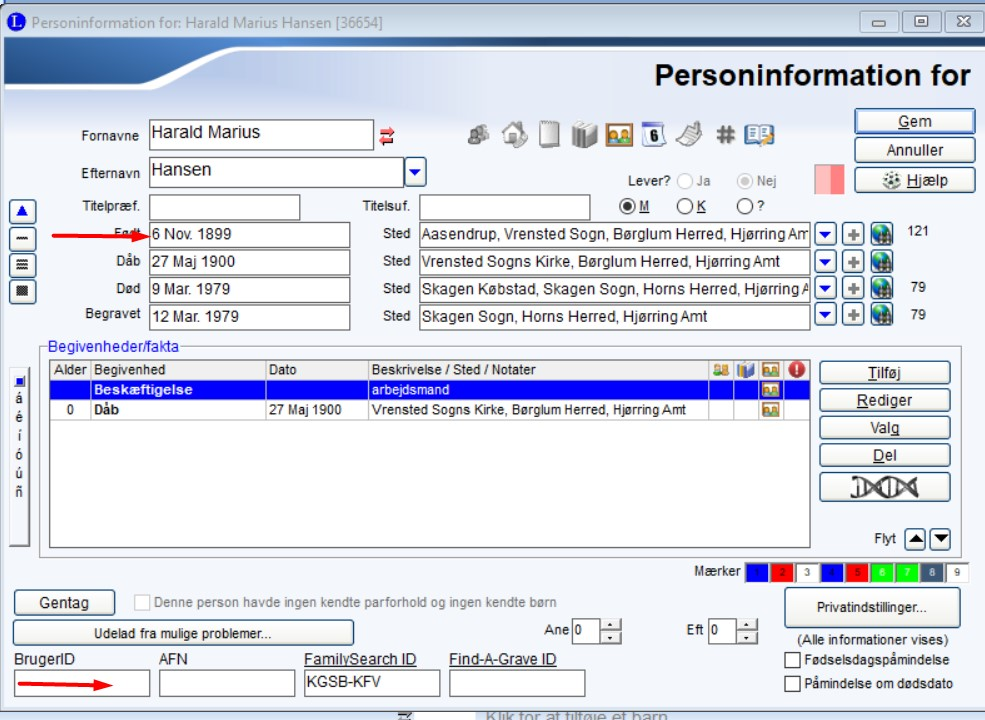 Personinformation for: Harald Marius Hansen [36654]
Personinformation for
Fornavne Harald Marius
Gem
Efternavn Hansen
Annuller
Lever? Ja Nej
Hjælp
Titelpræf. Titelsuf. M K ?
Født 6 Nov. 1899 Sted Aasendrup, Vrensted Sogn, Børglum Herred, Hjørring Am 121
Dåb 27 Maj 1900 Sted Vrensted Sogns Kirke, Børglum Herred, Hjørring Amt
Død 9 Mar. 1979 Sted Skagen Købstad, Skagen Sogn, Horns Herred, Hjørring A 79
Begravet 12 Mar. 1979 Sted Skagen Sogn, Horns Herred, Hjørring Amt 79
Begivenheder/fakta
Alder Begivenhed Dato Beskrivelse / Sted / Notater
Beskæftigelse arbejdsmand
0 Dåb 27 Maj 1900 Vrensted Sogns Kirke, Børglum Herred, Hjørring Amt
á
é
í
ó
ú
ñ
Tilføj
Rediger
Valg
Del
Flyt
Mærker 1 2 3 4 5 6 7 8 9
Gentag Denne person havde ingen kendte parforhold og ingen kendte børn
Privatindstillinger...
Udelad fra mulige problemer...
Ane 0 Eft 0
(Alle informationer vises)
BrugerID AFN FamilySearch ID Find-A-Grave ID
Fødselsdagspåmindelse
KGSB-KFV
Påmindelse om dødsdato
Klik for at tilføje et barn